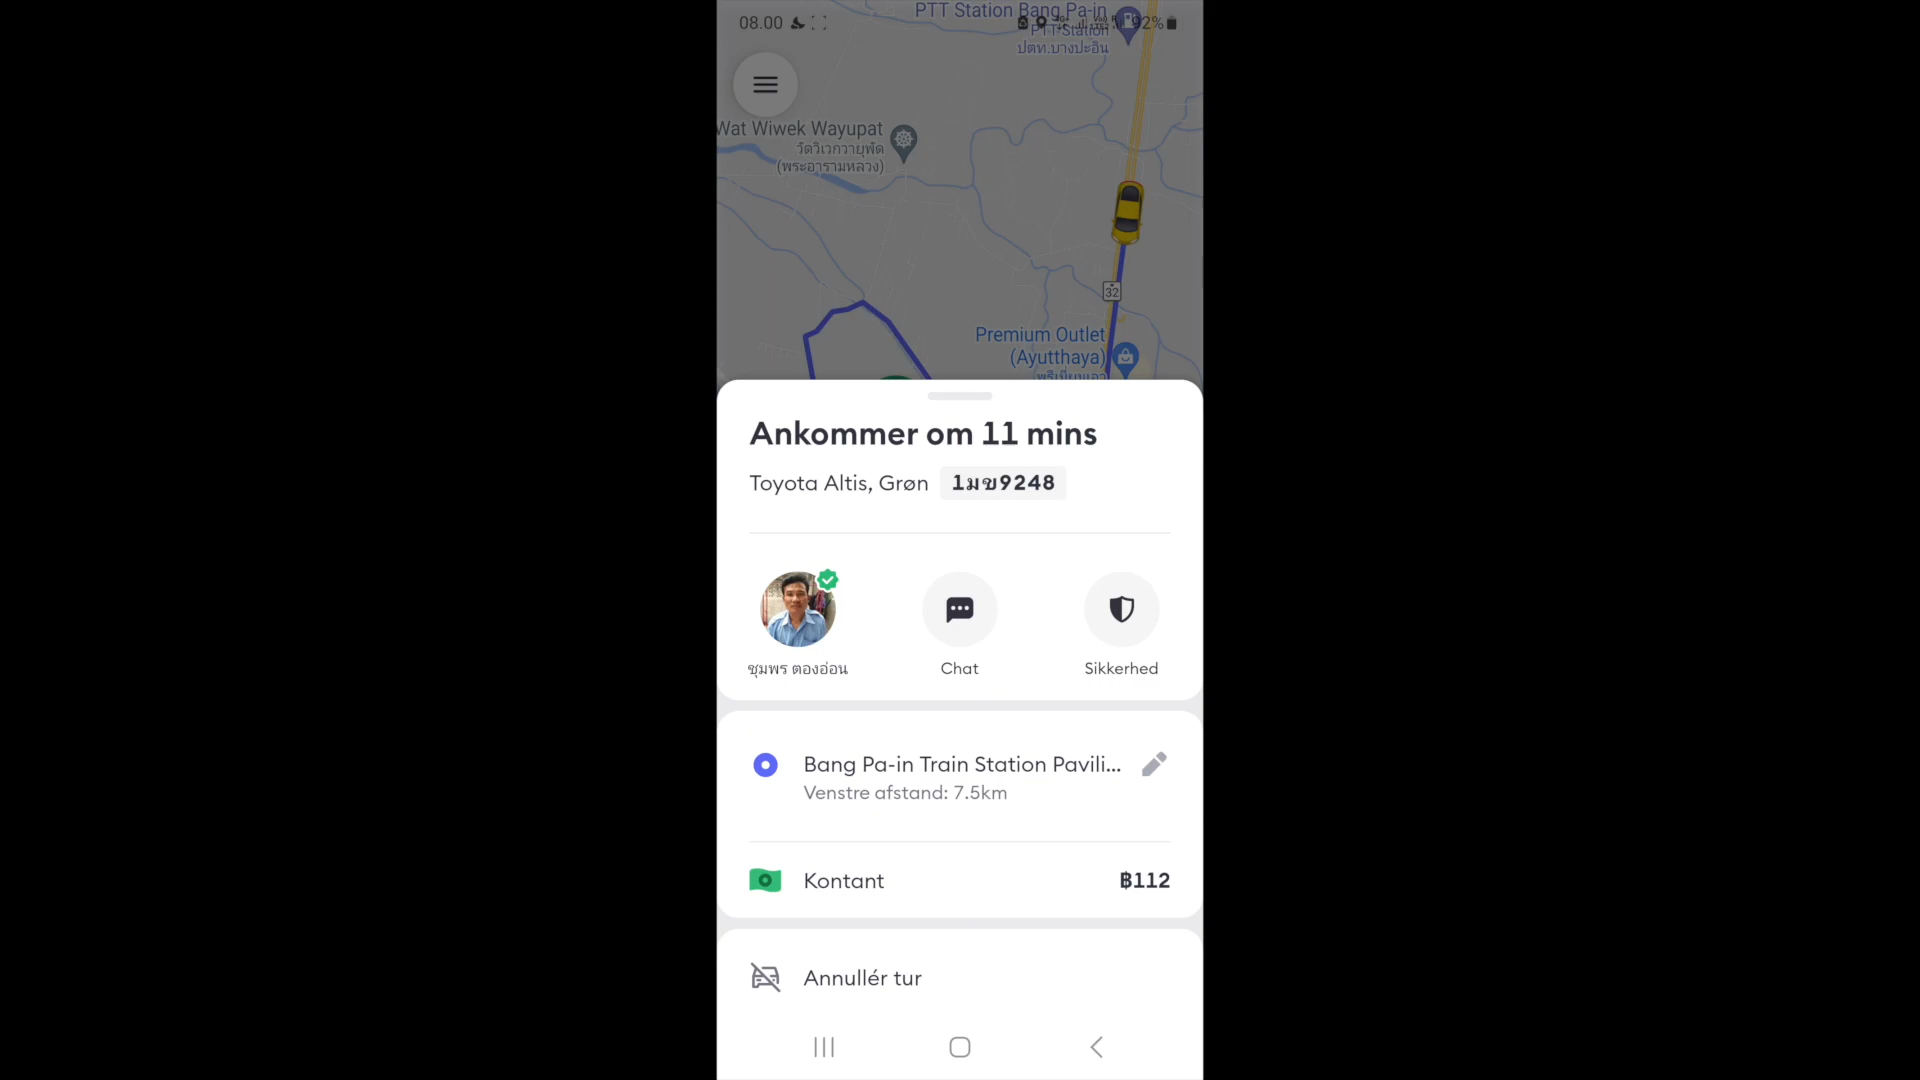 PTT Station Bang Pa-in
08.00
92%
PTT Station
ปตท.บางปะอิน
Wat Wiwek Wayupat
วัดวิเวกวายุพัด
(พระอารามหลวง)
32
Premium Outlet
(Ayutthaya)
Ankommer om 11 mins
Toyota Altis, Grøn 1มข9248
ชุมพร ตองอ่อน
Chat
Sikkerhed
Bang Pa-in Train Station Pavili...
Venstre afstand: 7.5km
Kontant ฿112
Annullér tur